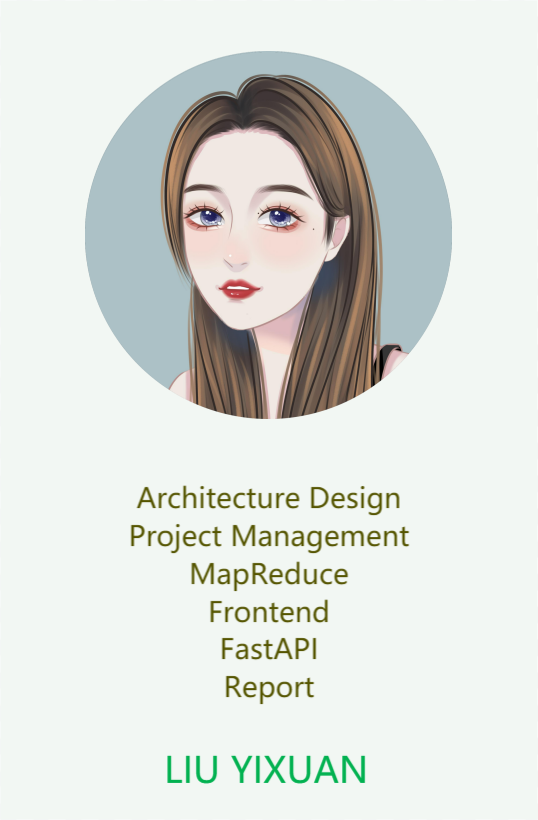 Architecture Design
Project Management
MapReduce
Frontend
FastAPI
Report
LIU YIXUAN